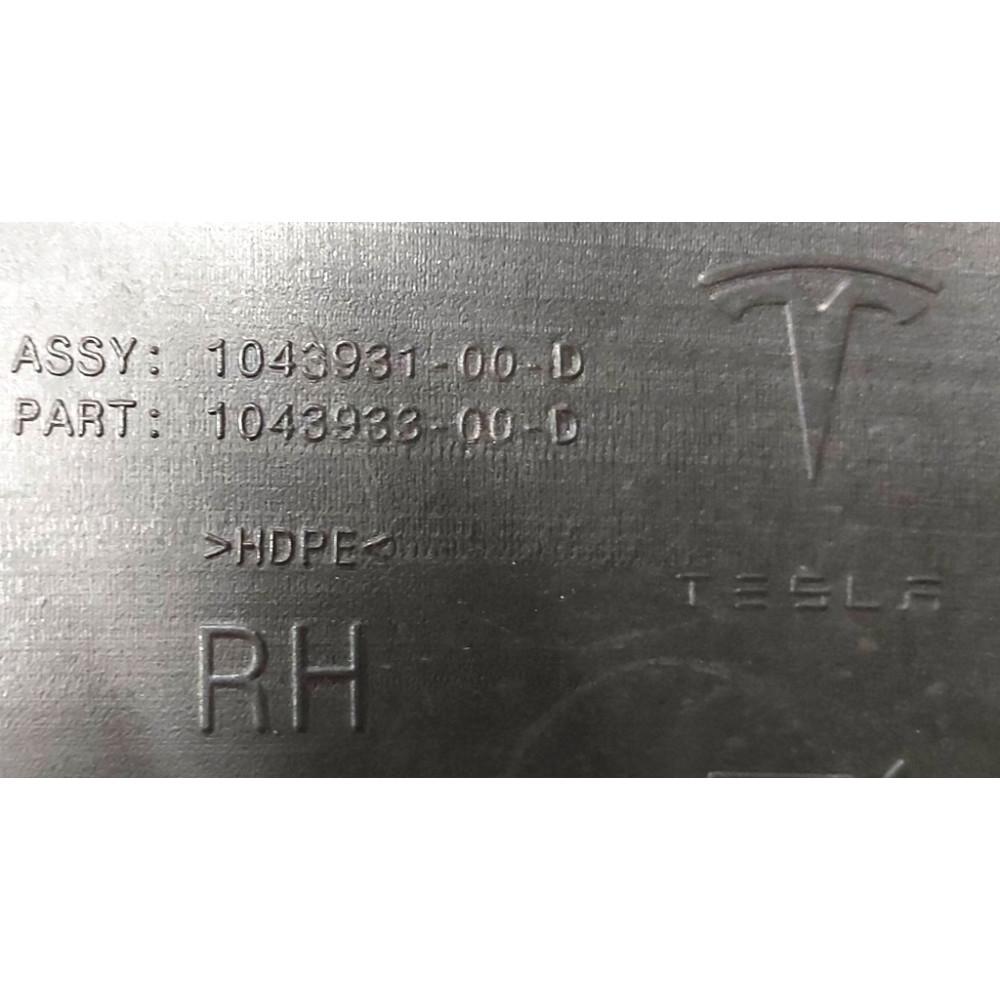 ASSY: 1043931-00-D
PART: 1043933-00-D
>HDPE<
TESLA
RH